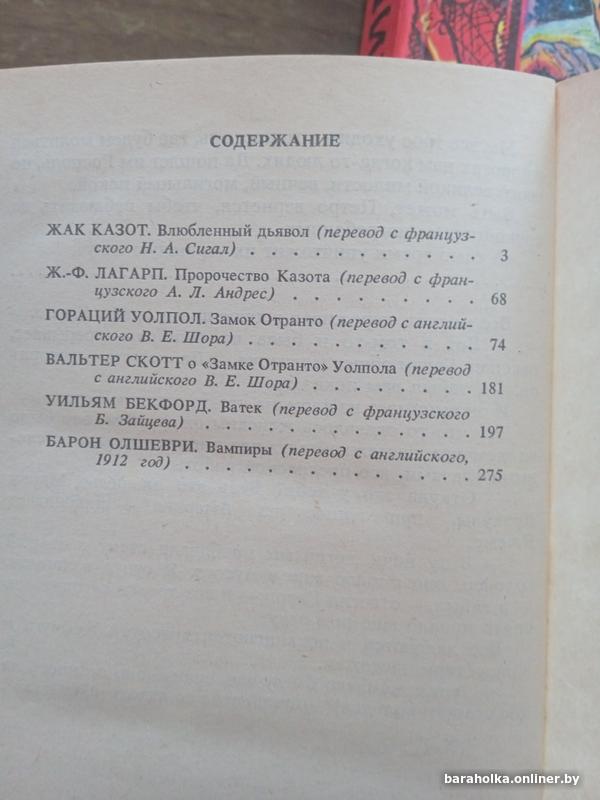 СОДЕРЖАНИЕ
ЖАК КАЗОТ. Влюбленный дьявол (перевод с француз-
ского Н. А. Сигал) . . . . . . . . . . . 3
Ж.-Ф. ЛАГАРП. Пророчество Казота (перевод с фран-
цузского А. Л. Андрес) . . . . . . . . . 68
ГОРАЦИЙ УОЛПОЛ. Замок Отранто (перевод с англий-
ского В. Е. Шора) . . . . . . . . . . . 74
ВАЛЬТЕР СКОТТ о «Замке Отранто» Уолпола (перевод
с английского В. Е. Шора) . . . . . . . . 181
УИЛЬЯМ БЕКФОРД. Ватек (перевод с французского
Б. Зайцева) . . . . . . . . . . . . . 197
БАРОН ОЛШЕВРИ. Вампиры (перевод с английского,
1912 год) . . . . . . . . . . . . . . 275
baraholka.onliner.by